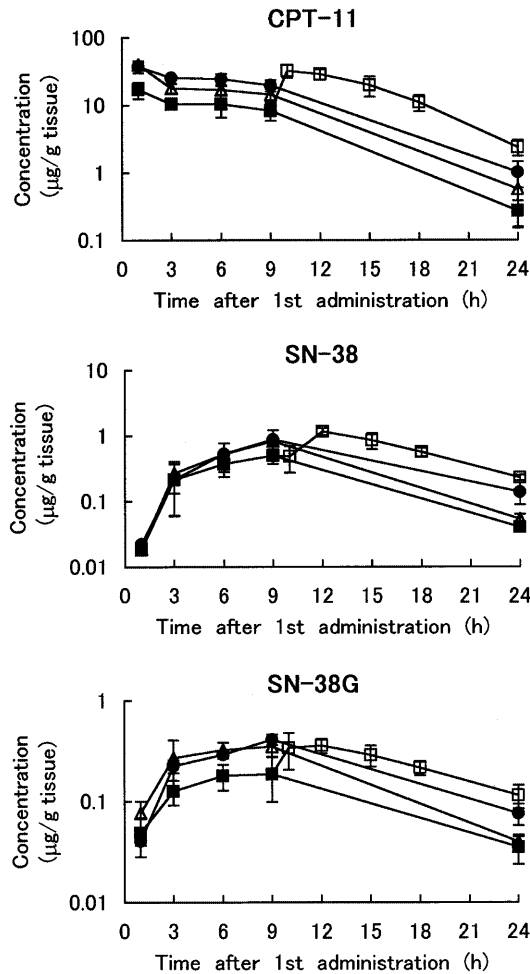 CPT-11
Concentration
(μg/g tissue)
100
10
1
0.1
0 3 6 9 12 15 18 21 24
Time after 1st administration (h)
SN-38
Concentration
(μg/g tissue)
10
1
0.1
0.01
0 3 6 9 12 15 18 21 24
Time after 1st administration (h)
SN-38G
Concentration
(μg/g tissue)
1
0.1
0.01
0 3 6 9 12 15 18 21 24
Time after 1st administration (h)